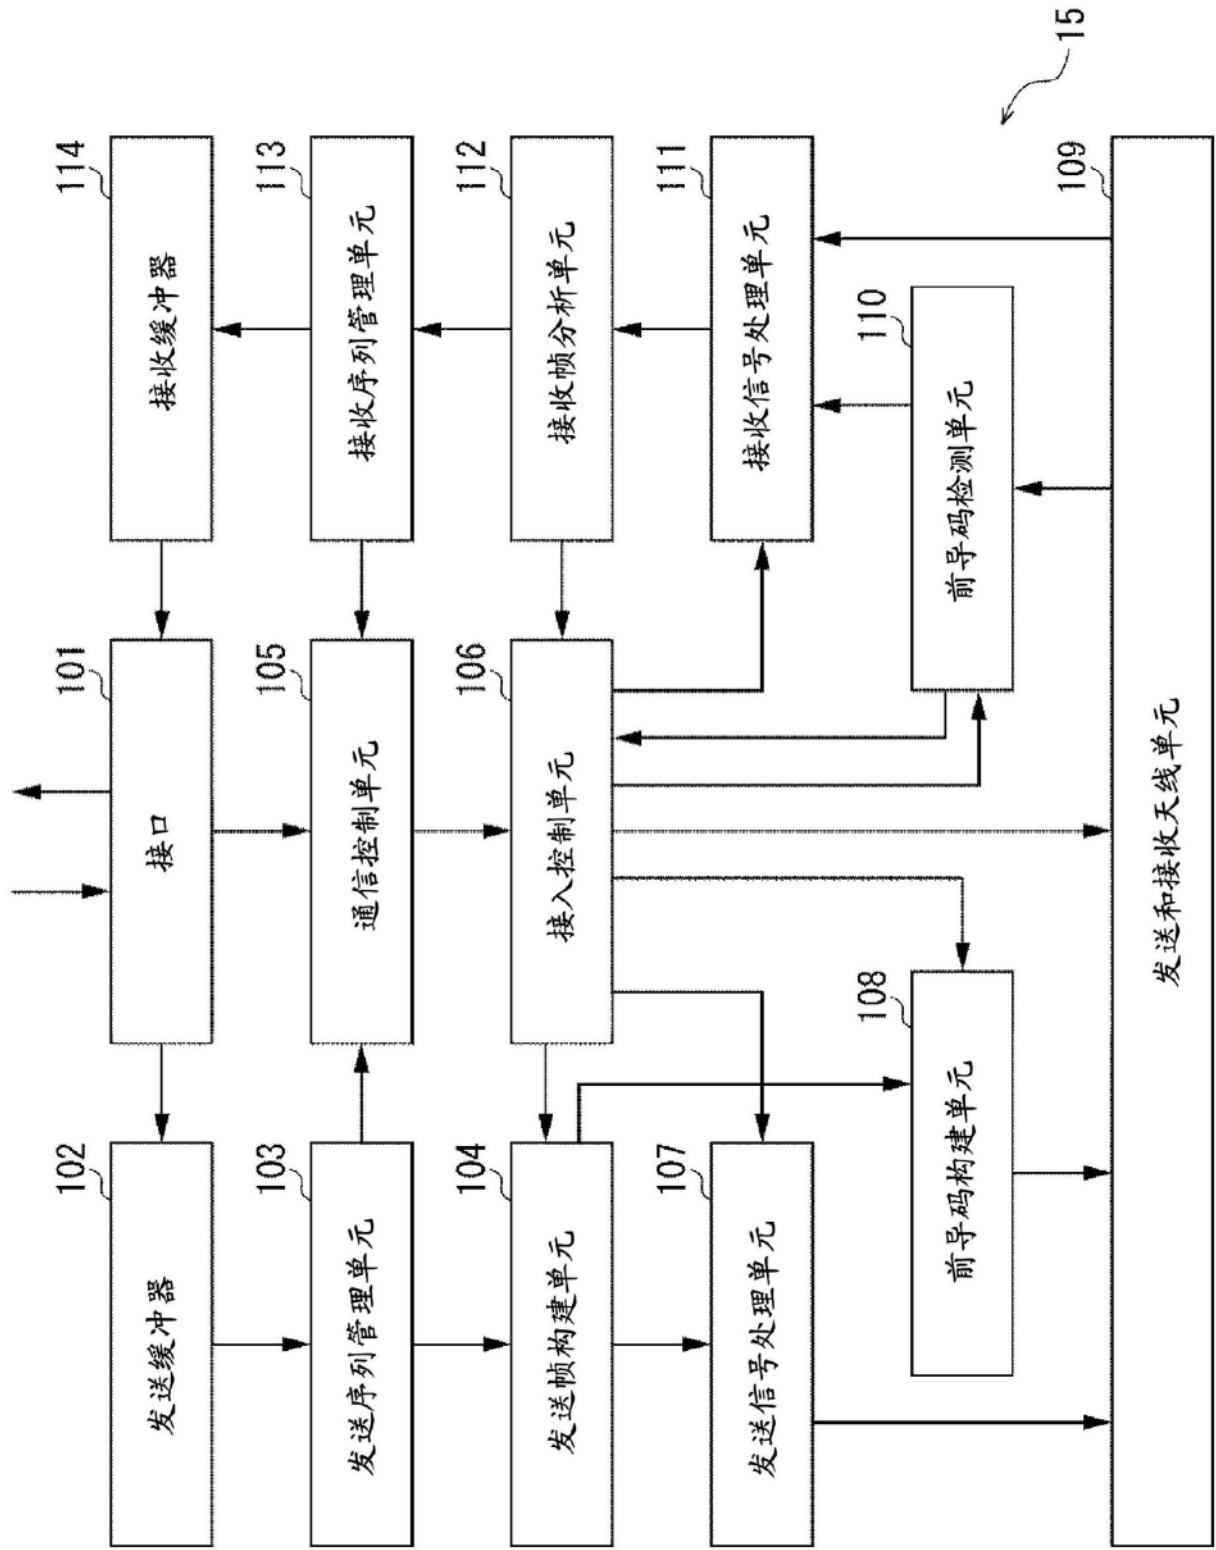 101
接口
102
发送缓冲器
114
接收缓冲器
103
发送序列管理单元
105
通信控制单元
113
接收序列管理单元
104
发送帧构建单元
106
接入控制单元
112
接收帧分析单元
107
发送信号处理单元
111
接收信号处理单元
108
前导码构建单元
110
前导码检测单元
109
发送和接收天线单元
15